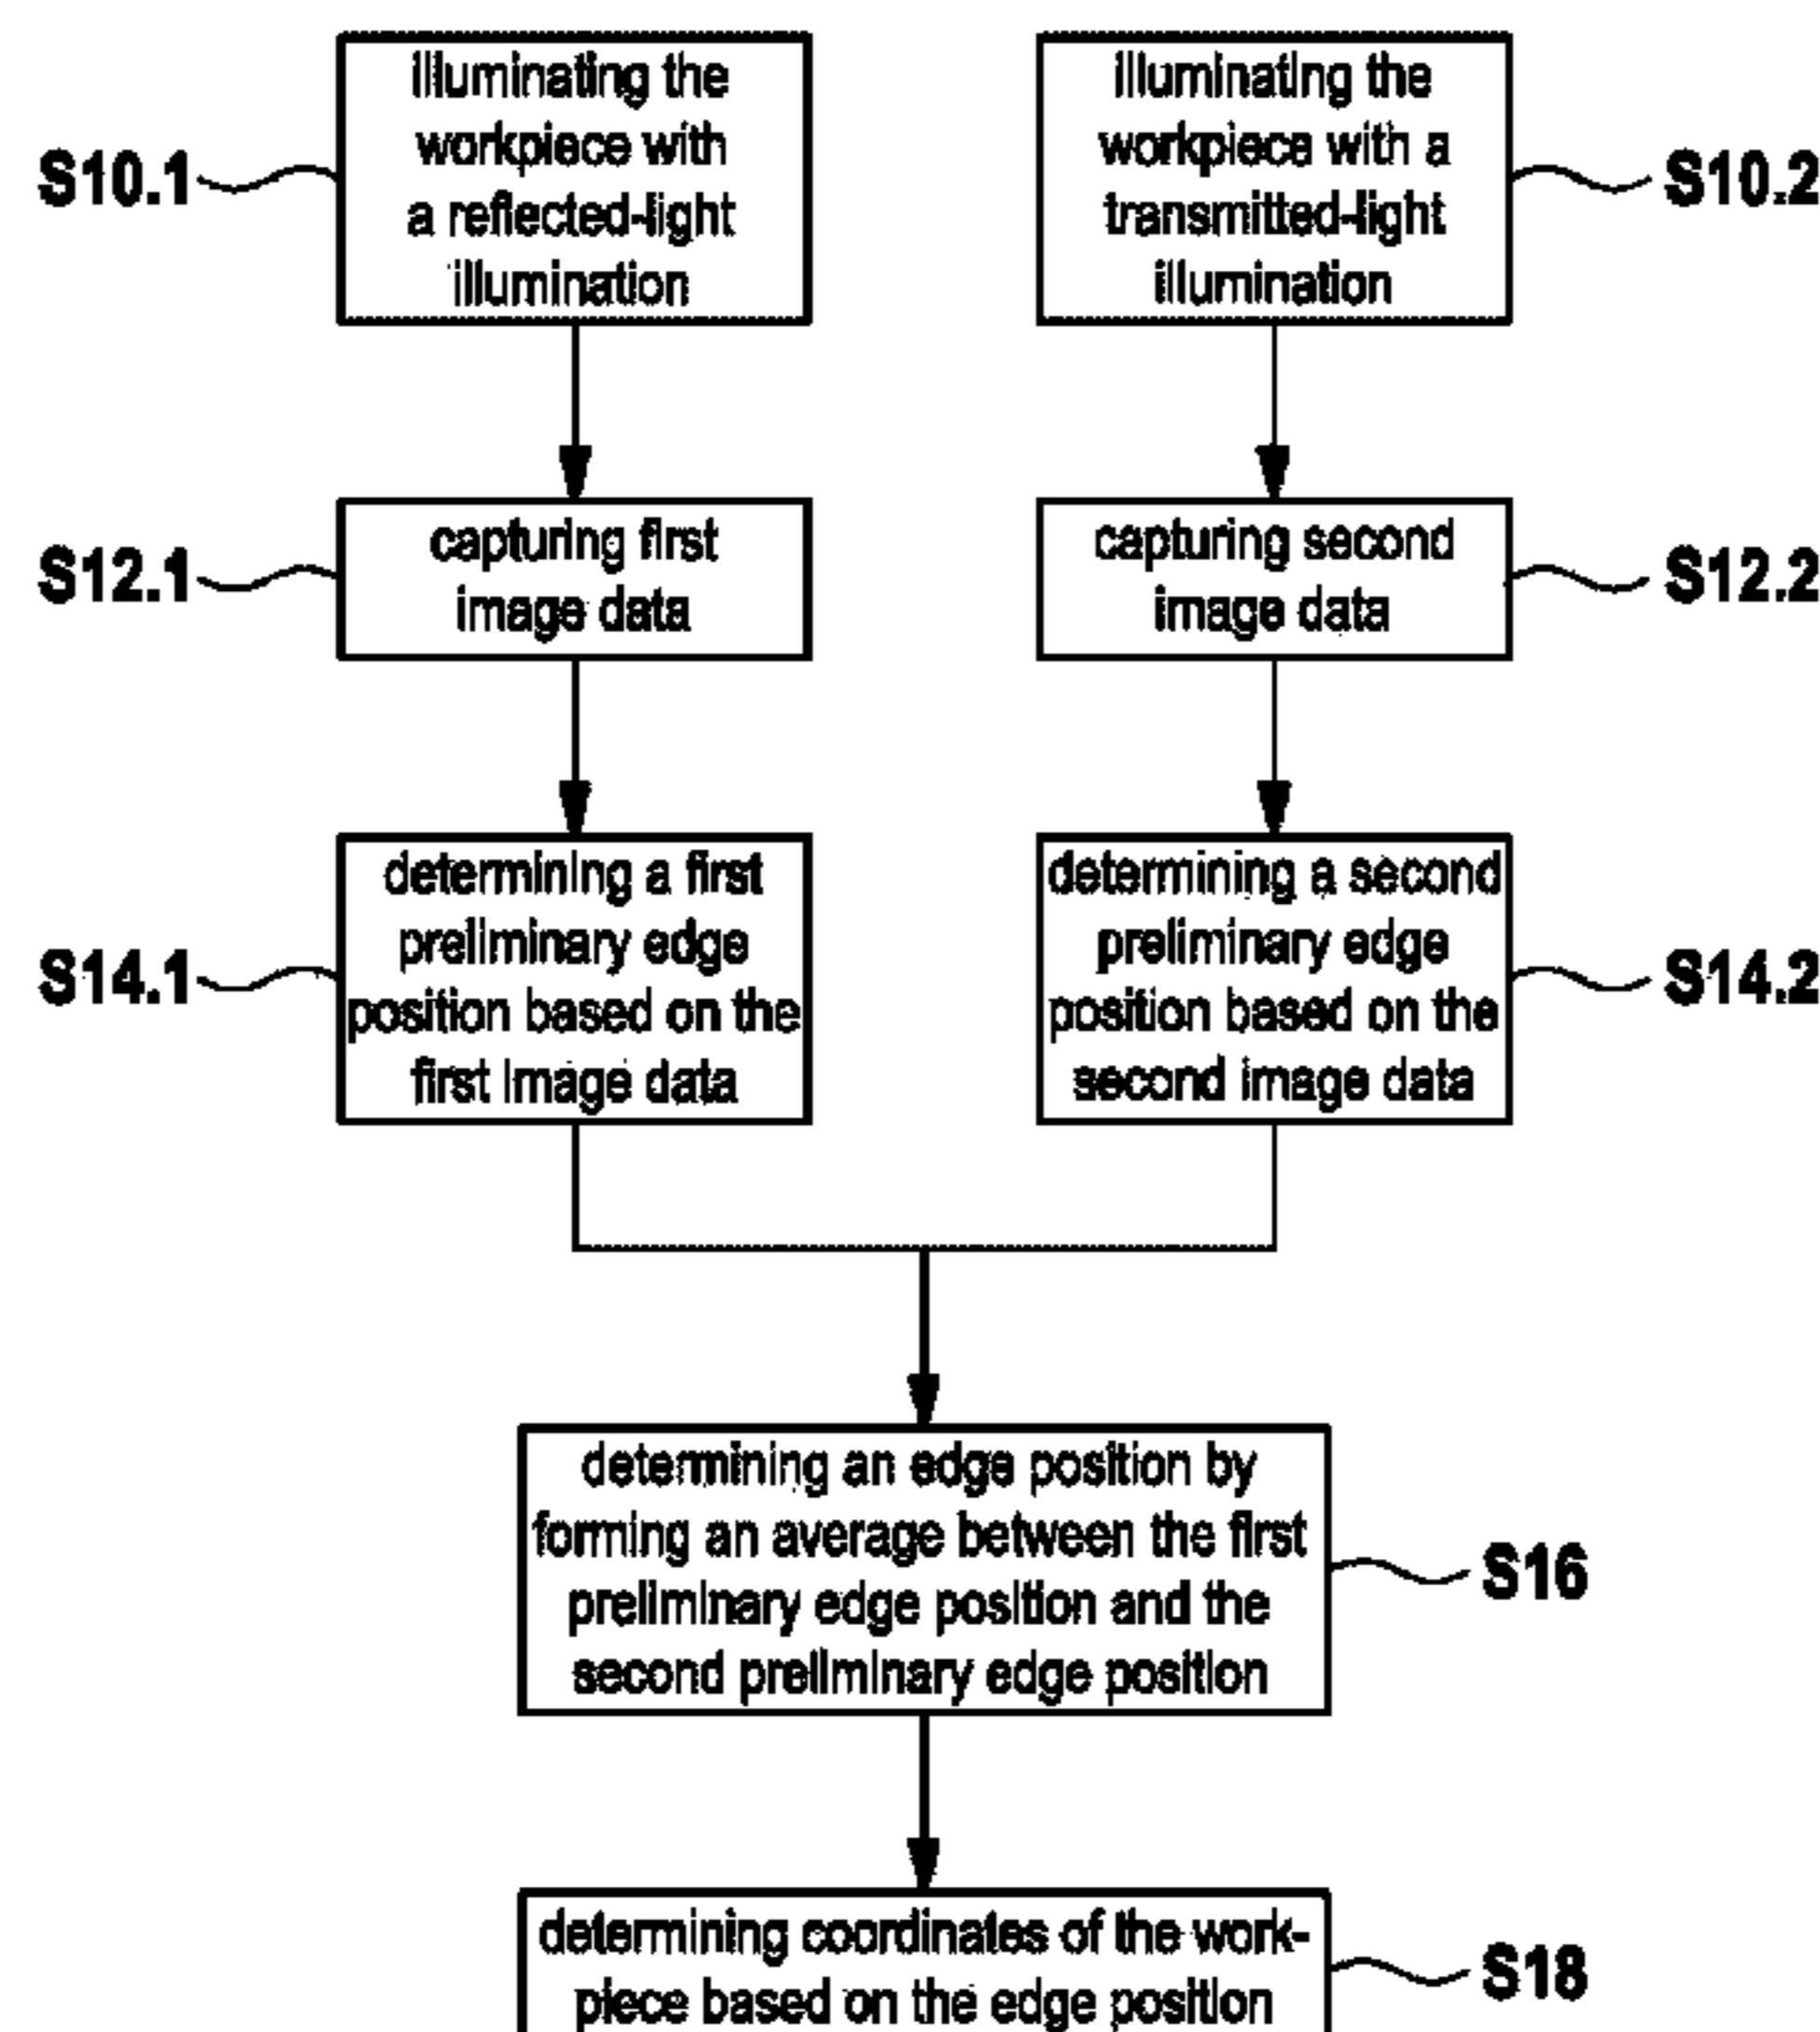 illuminating the
workpiece with
a reflected-light
illumination
S10.1
illuminating the
workpiece with a
transmitted-light
illumination
S10.2
capturing first
image data
S12.1
capturing second
image data
S12.2
determining a first
preliminary edge
position based on the
first image data
S14.1
determining a second
preliminary edge
position based on the
second image data
S14.2
determining an edge position by
forming an average between the first
preliminary edge position and the
second preliminary edge position
S16
determining coordinates of the work-
piece based on the edge position
S18